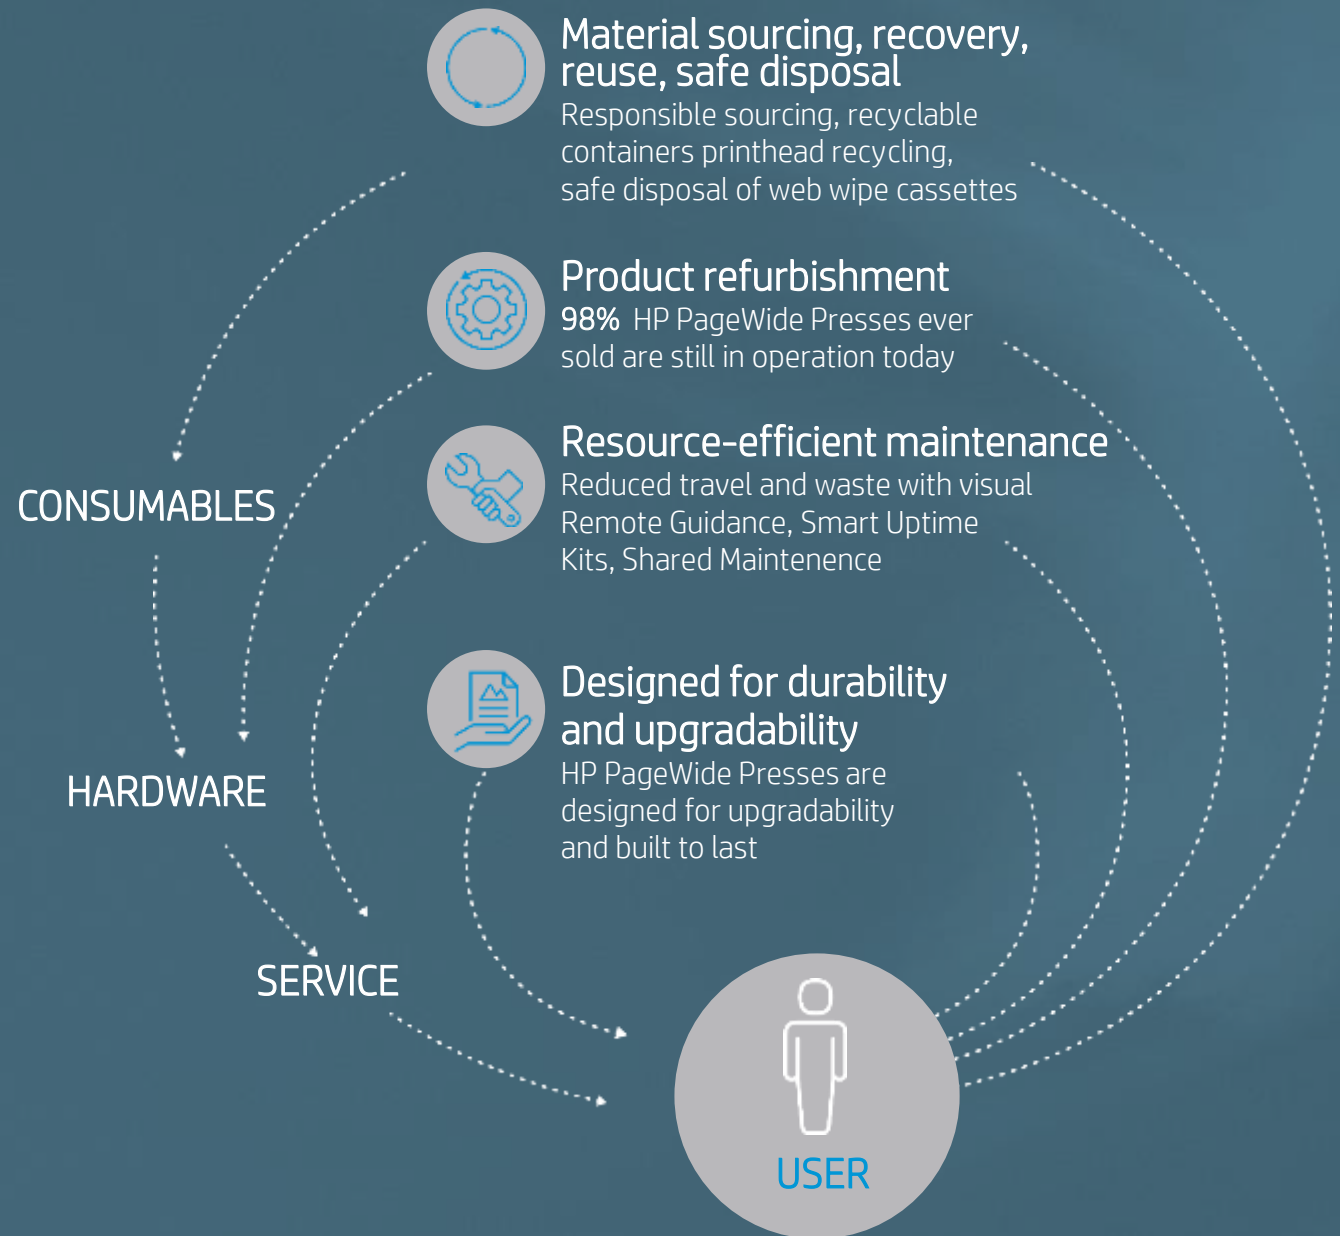 Material sourcing, recovery,
reuse, safe disposal
Responsible sourcing, recyclable
containers printhead recycling,
safe disposal of web wipe cassettes
Product refurbishment
98% HP PageWide Presses ever
sold are still in operation today
Resource-efficient maintenance
Reduced travel and waste with visual
Remote Guidance, Smart Uptime
Kits, Shared Maintenence
CONSUMABLES
Designed for durability
and upgradability
HP PageWide Presses are
designed for upgradability
and built to last
HARDWARE
SERVICE
USER